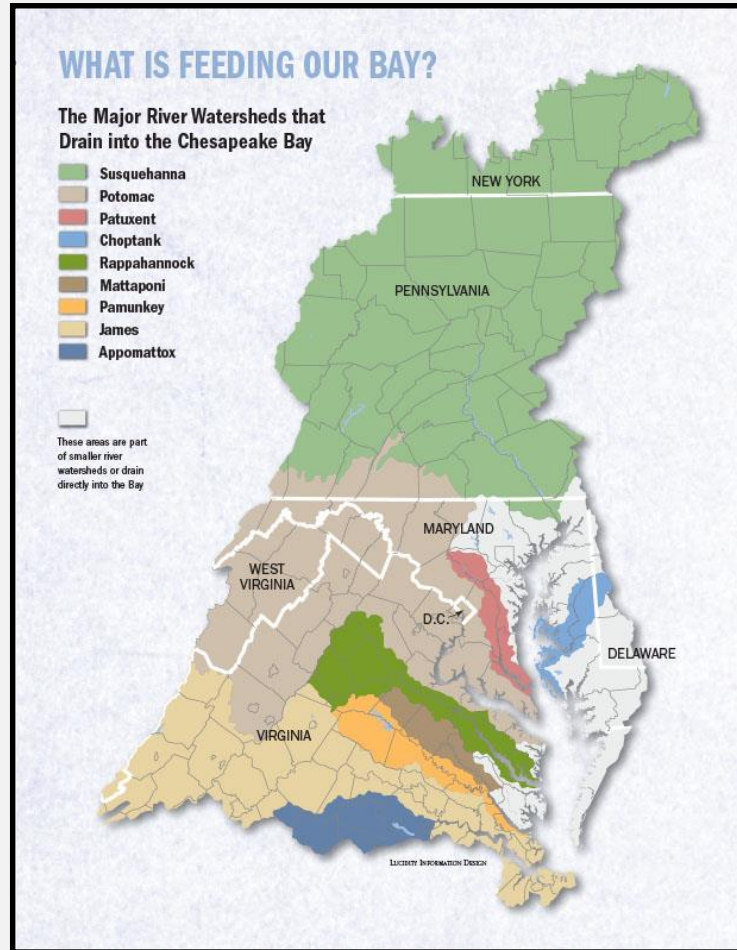 WHAT IS FEEDING OUR BAY?
The Major River Watersheds that
Drain into the Chesapeake Bay
Susquehanna
Potomac
Patuxent
Choptank
Rappahannock
Mattaponi
Pamunkey
James
Appomattox
These areas are part
of smaller river
watersheds or drain
directly into the Bay
NEW YORK
PENNSYLVANIA
MARYLAND
WEST
VIRGINIA
D.C.
DELAWARE
VIRGINIA
LUCIDITY INFORMATION DESIGN